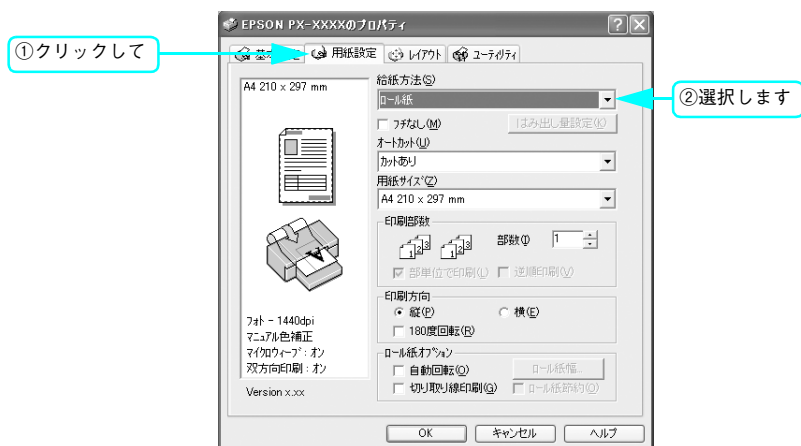 EPSON PX-XXXXのプロパティ
①クリックして
用紙設定
レイアウト
ユーティリティ
A4 210 x 297 mm
給紙方法(S)
ロール紙
②選択します
フチなし(M)
はみ出し量設定(K)
オートカット(U)
カットあり
用紙サイズ(Z)
A4 210 x 297 mm
印刷部数
部数(I)
1
部単位で印刷(L)
逆順印刷(V)
印刷方向
縦(P)
横(E)
180度回転(R)
フォト - 1440dpi
マニュアル色補正
マイクロウィーブ: オン
双方向印刷: オン
Version x.xx
ロール紙オプション
自動回転(O)
ロール紙幅...
切り取り線印刷(G)
ロール紙節約(O)
OK
キャンセル
ヘルプ